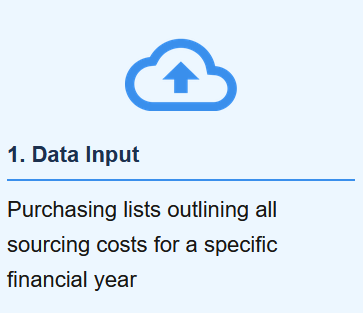 1. Data Input
Purchasing lists outlining all
sourcing costs for a specific
financial year